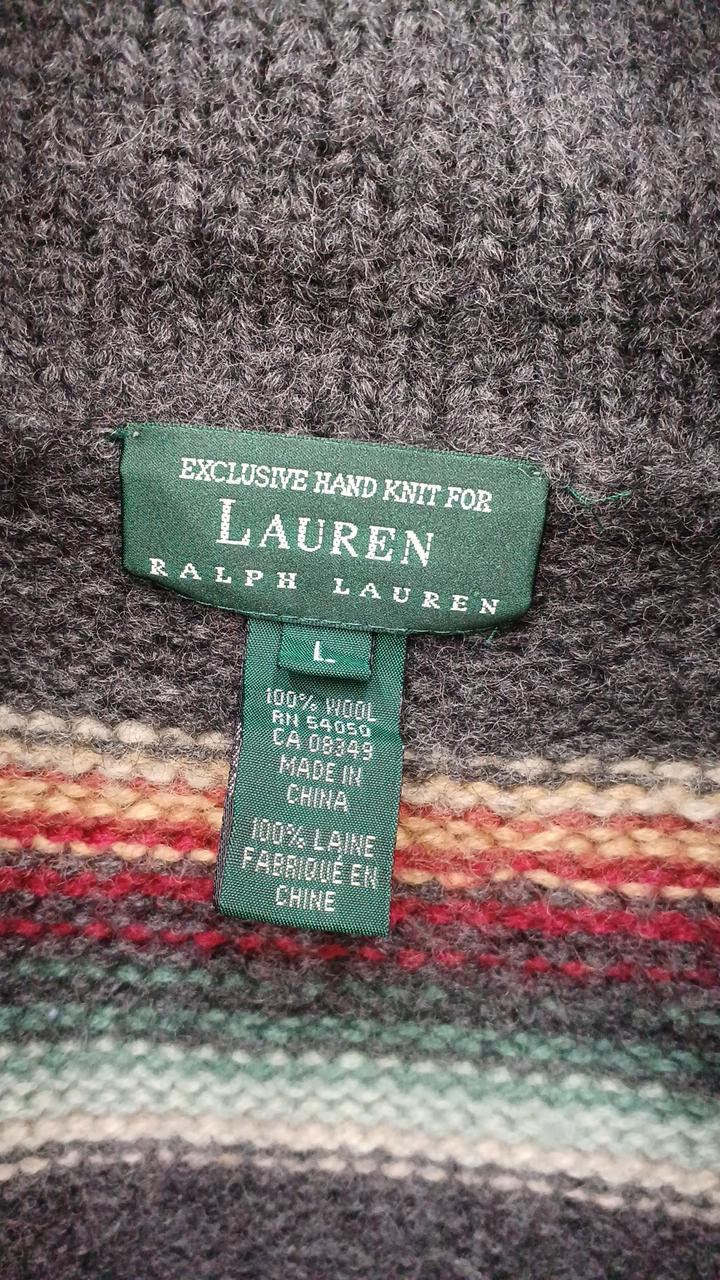 EXCLUSIVE HAND KNIT FOR
LAUREN
RALPH LAUREN
L
100% WOOL
RN 54050
CA 08349
MADE IN
CHINA
100% LAINE
FABRIQUÉ EN
CHINE